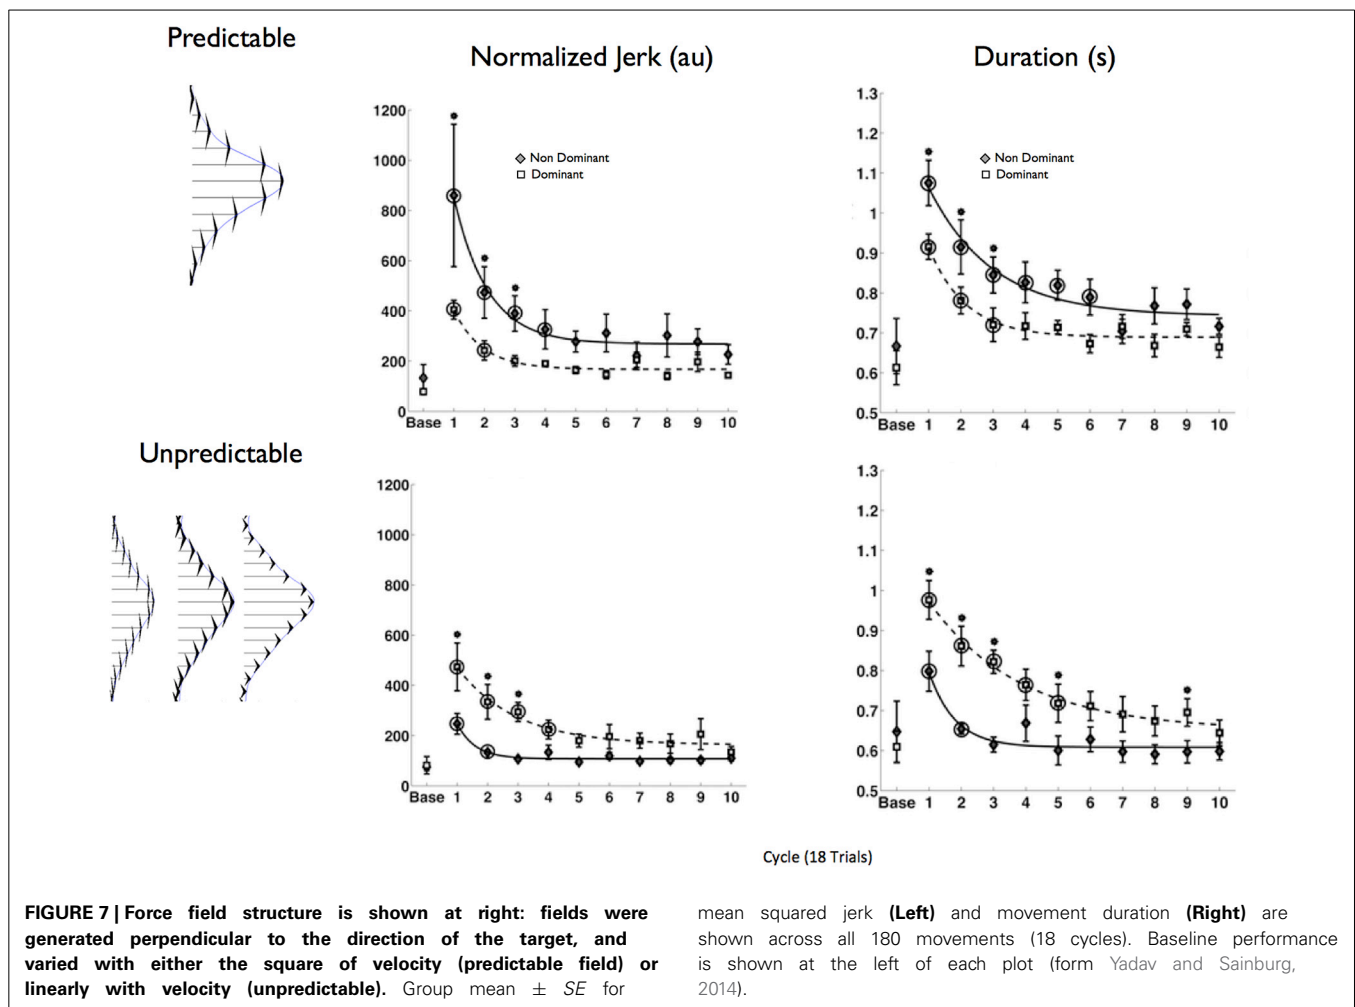 Predictable
Normalized Jerk (au)
Duration (s)
1200
1000
800
600
400
200
0
Base 1 2 3 4 5 6 7 8 9 10
Non Dominant
Dominant
1.3
1.2
1.1
1
0.9
0.8
0.7
0.6
0.5
Base 1 2 3 4 5 6 7 8 9 10
Non Dominant
Dominant
Unpredictable
1200
1000
800
600
400
200
0
Base 1 2 3 4 5 6 7 8 9 10
1.3
1.2
1.1
1
0.9
0.8
0.7
0.6
0.5
Base 1 2 3 4 5 6 7 8 9 10
Cycle (18 Trials)
FIGURE 7 | Force field structure is shown at right: fields were
generated perpendicular to the direction of the target, and
varied with either the square of velocity (predictable field) or
linearly with velocity (unpredictable). Group mean ± SE for
mean squared jerk (Left) and movement duration (Right) are
shown across all 180 movements (18 cycles). Baseline performance
is shown at the left of each plot (form Yadav and Sainburg,
2014).